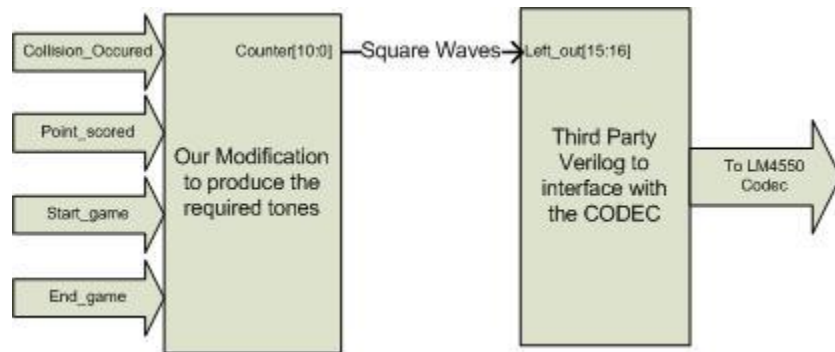 Collision_Occured
Point_scored
Start_game
End_game
Counter[10:0]
Our Modification
to produce the
required tones
Square Waves
Left_out[15:16]
Third Party
Verilog to
interface with
the CODEC
To LM4550
Codec